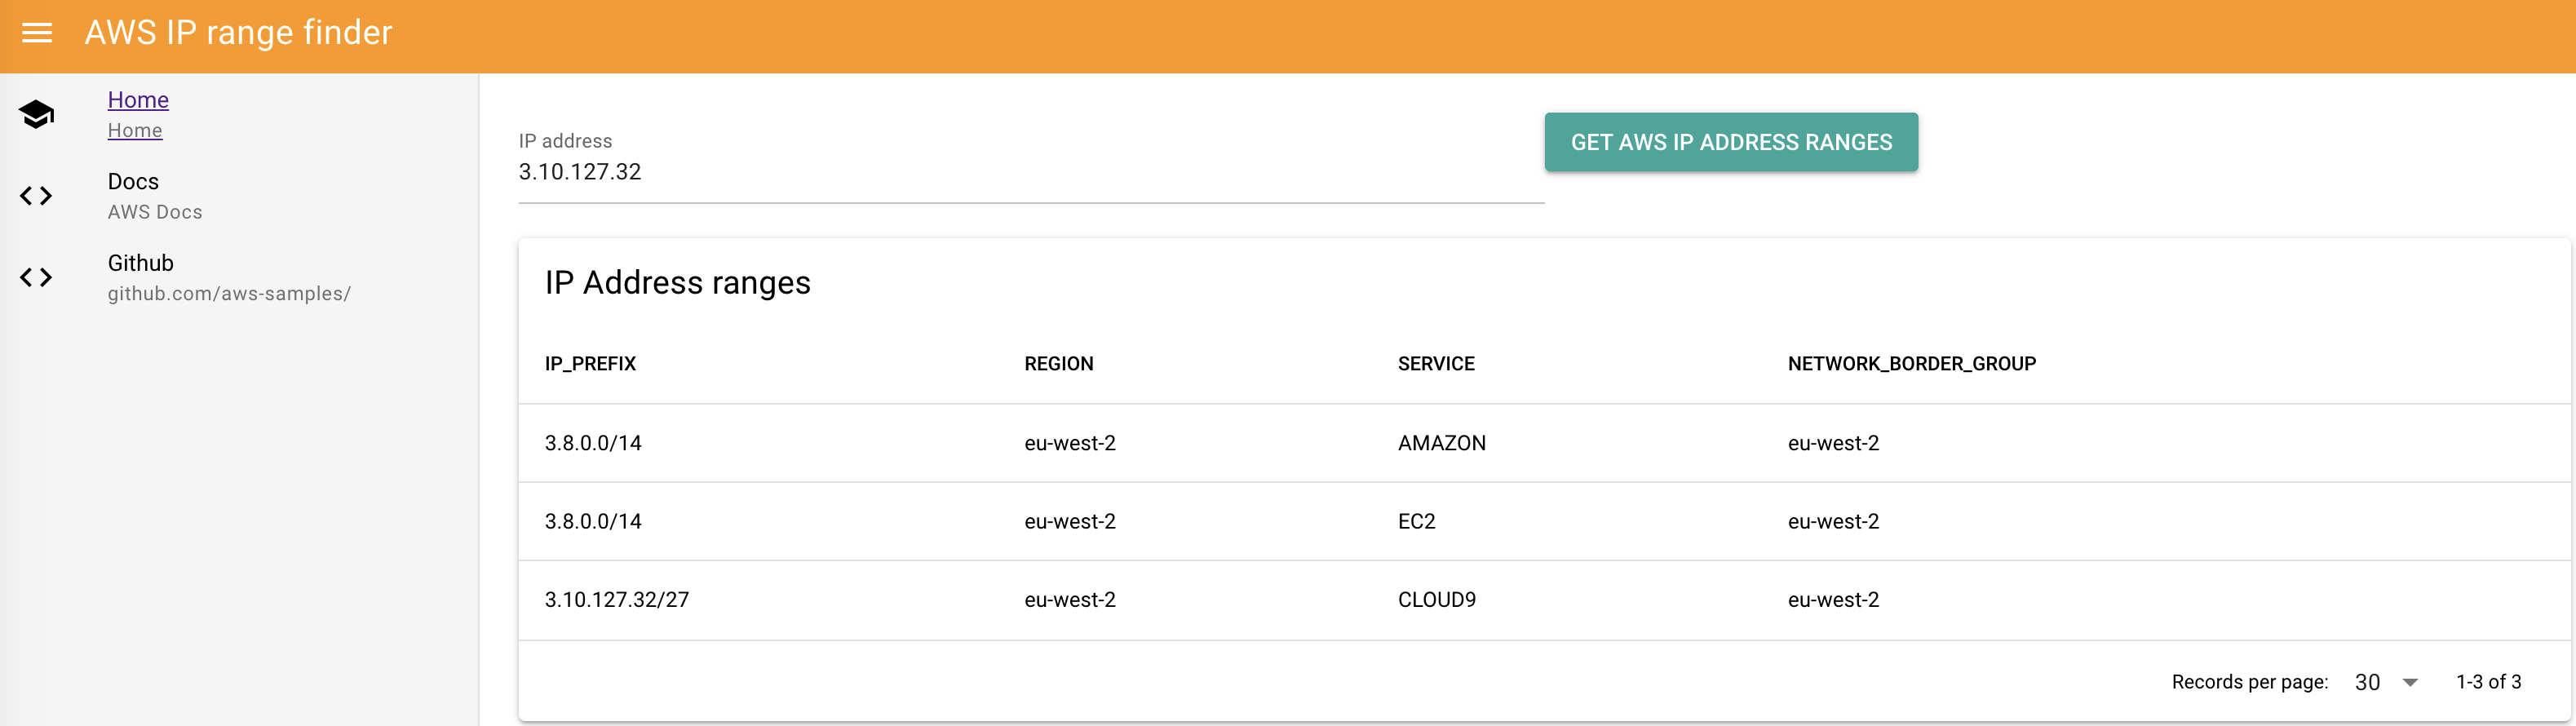 AWS IP range finder
Home
Home
Docs
AWS Docs
Github
github.com/aws-samples/
IP address
3.10.127.32
GET AWS IP ADDRESS RANGES
IP Address ranges
IP_PREFIX REGION SERVICE NETWORK_BORDER_GROUP
3.8.0.0/14 eu-west-2 AMAZON eu-west-2
3.8.0.0/14 eu-west-2 EC2 eu-west-2
3.10.127.32/27 eu-west-2 CLOUD9 eu-west-2
Records per page: 30 1-3 of 3